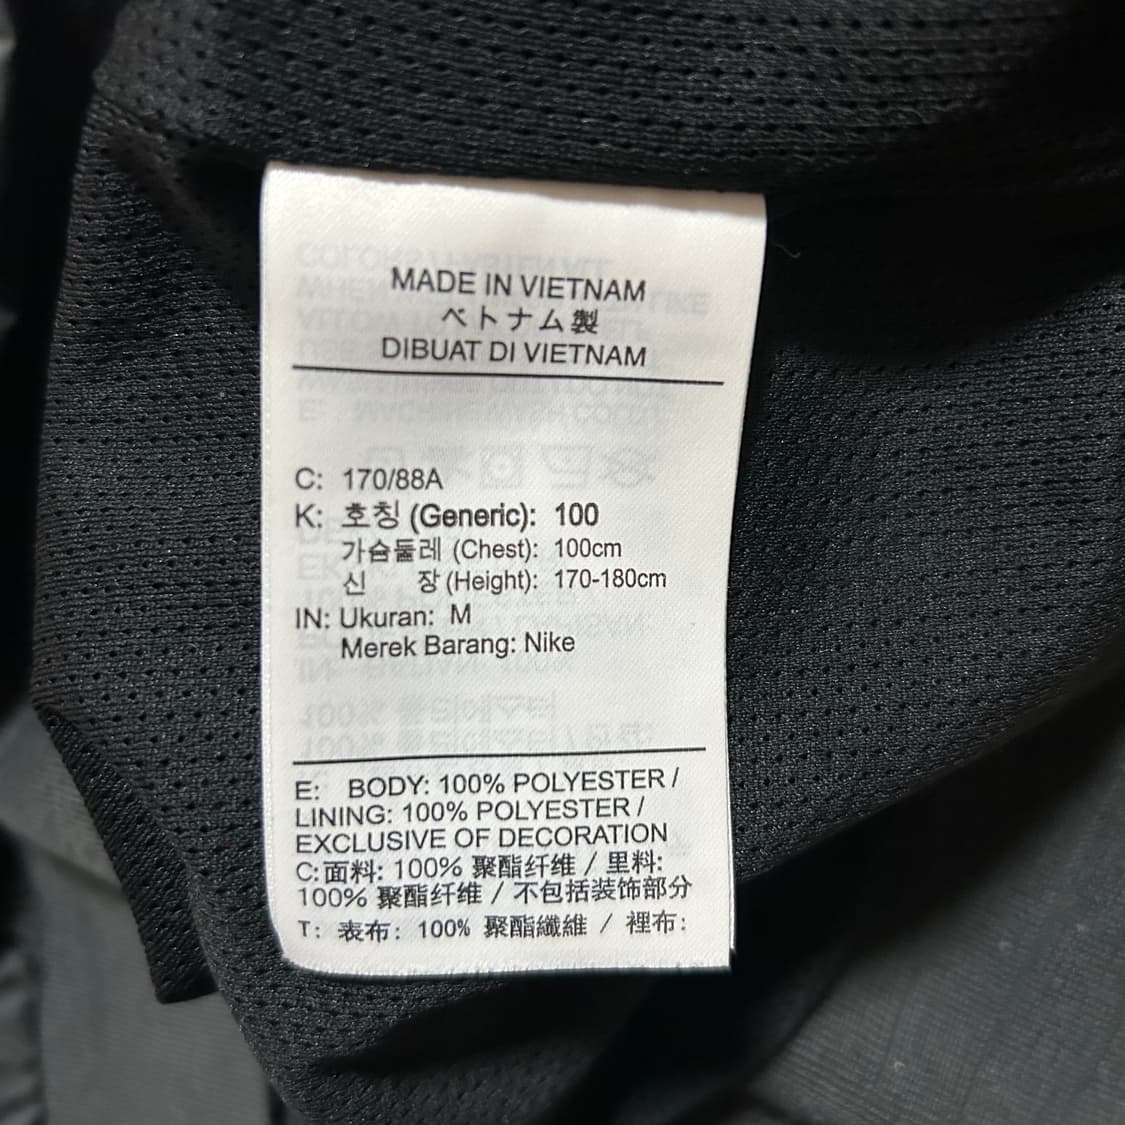 MADE IN VIETNAM
ベトナム製
DIBUAT DI VIETNAM
C: 170/88A
K: 호칭 (Generic): 100
가슴둘레 (Chest): 100cm
신 장 (Height): 170-180cm
IN: Ukuran: M
Merek Barang: Nike
E: BODY: 100% POLYESTER /
LINING: 100% POLYESTER /
EXCLUSIVE OF DECORATION
C:面料: 100% 聚酯纤维 / 里料:
100% 聚酯纤维 / 不包括装饰部分
T: 表布: 100% 聚酯纖維 / 裡布: